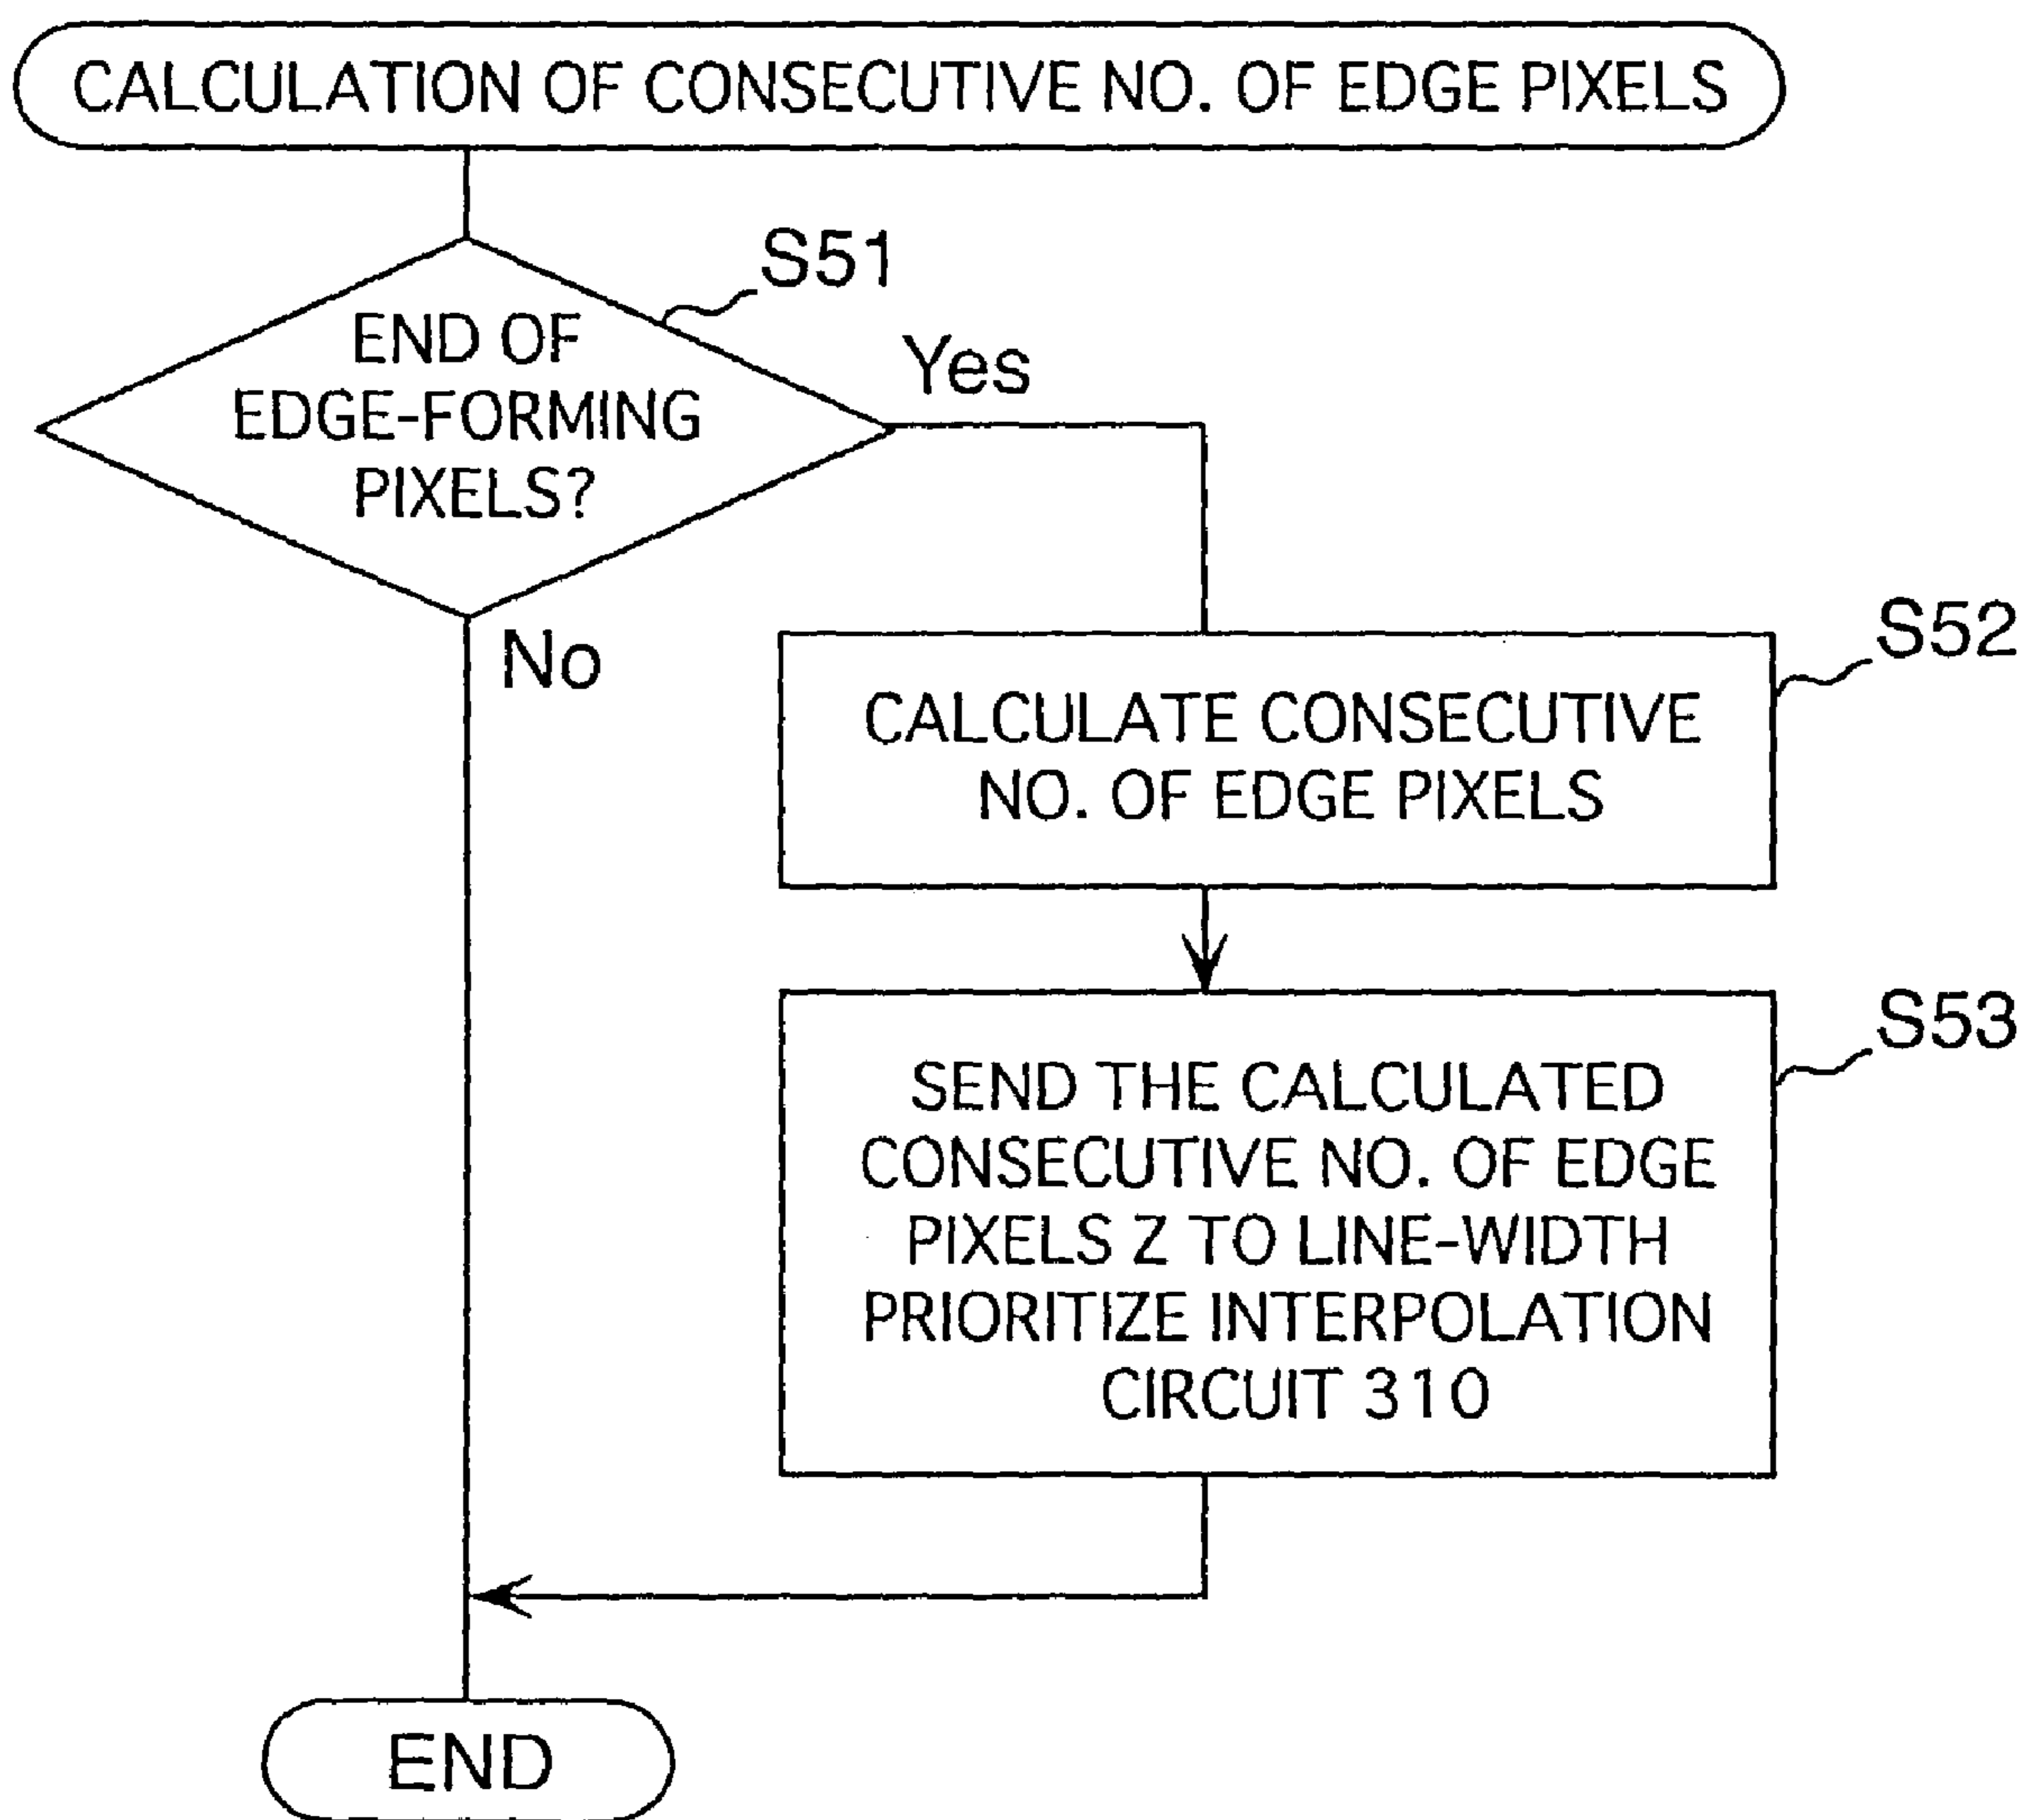 CALCULATION OF CONSECUTIVE NO. OF EDGE PIXELS
S51
END OF
EDGE-FORMING
PIXELS?
Yes
No
S52
CALCULATE CONSECUTIVE
NO. OF EDGE PIXELS
S53
SEND THE CALCULATED
CONSECUTIVE NO. OF EDGE
PIXELS Z TO LINE-WIDTH
PRIORITIZE INTERPOLATION
CIRCUIT 310
END